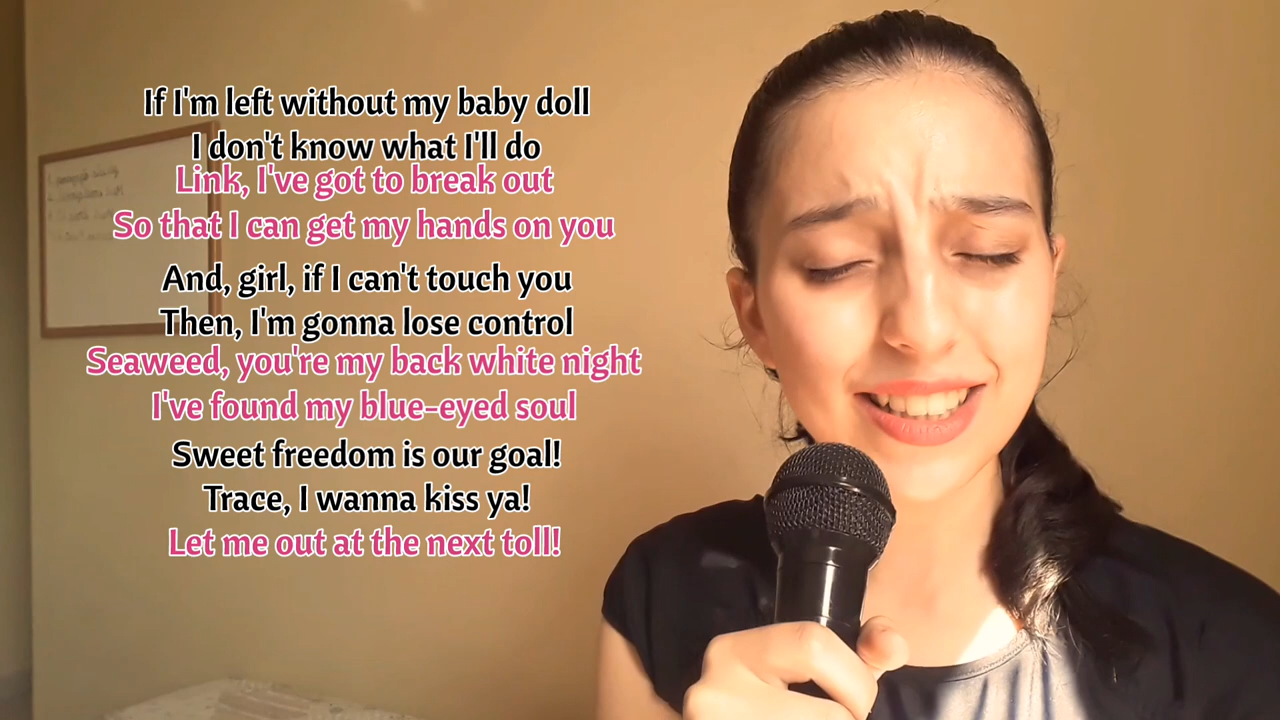 If I'm left without my baby doll
I don't know what I'll do
Link, I've got to break out
So that I can get my hands on you
And, girl, if I can't touch you
Then, I'm gonna lose control
Seaweed, you're my back white night
I've found my blue-eyed soul
Sweet freedom is our goal!
Trace, I wanna kiss ya!
Let me out at the next toll!